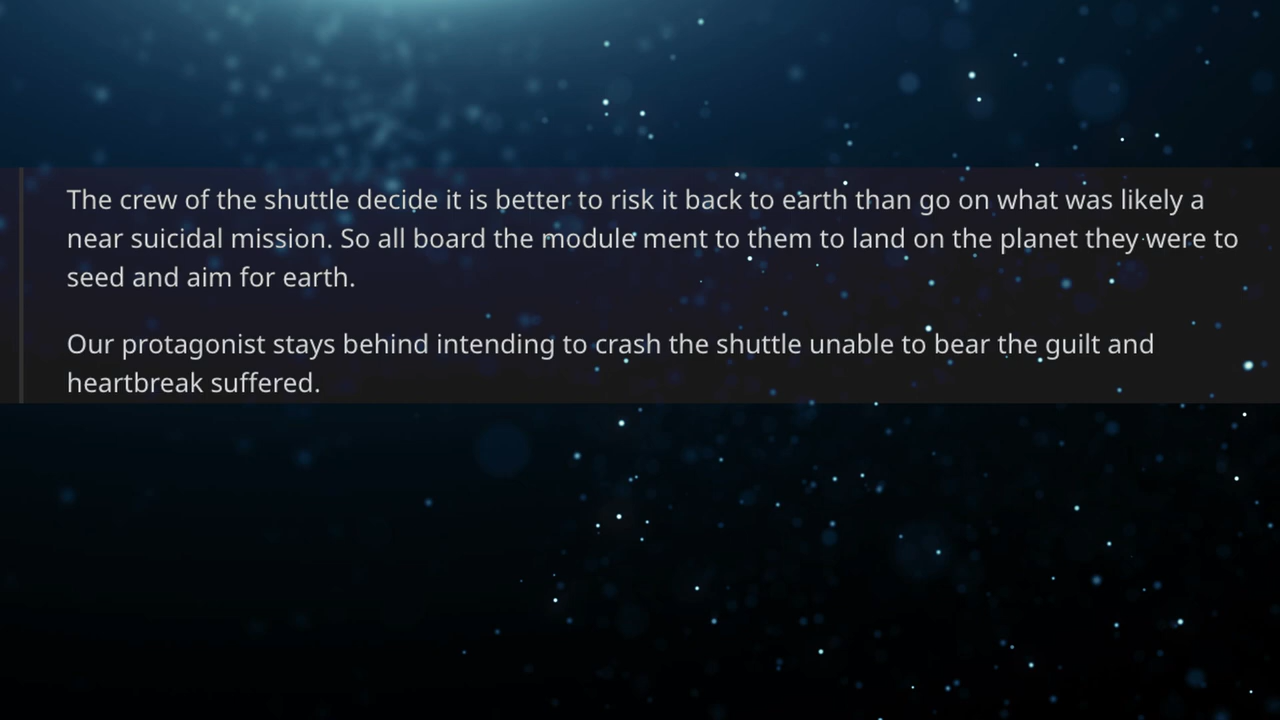 The crew of the shuttle decide it is better to risk it back to earth than go on what was likely a
near suicidal mission. So all board the module ment to them to land on the planet they were to
seed and aim for earth.
Our protagonist stays behind intending to crash the shuttle unable to bear the guilt and
heartbreak suffered.